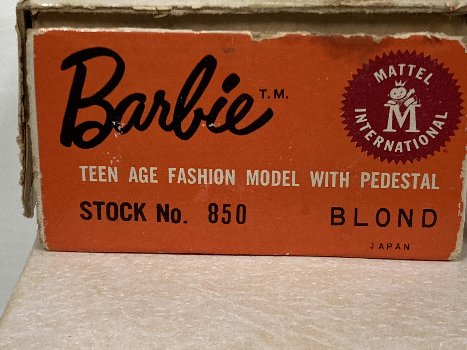 Barbie T.M.
MATTEL
M
INTERNATIONAL
TEEN AGE FASHION MODEL WITH PEDESTAL
STOCK No. 850 BLOND
JAPAN